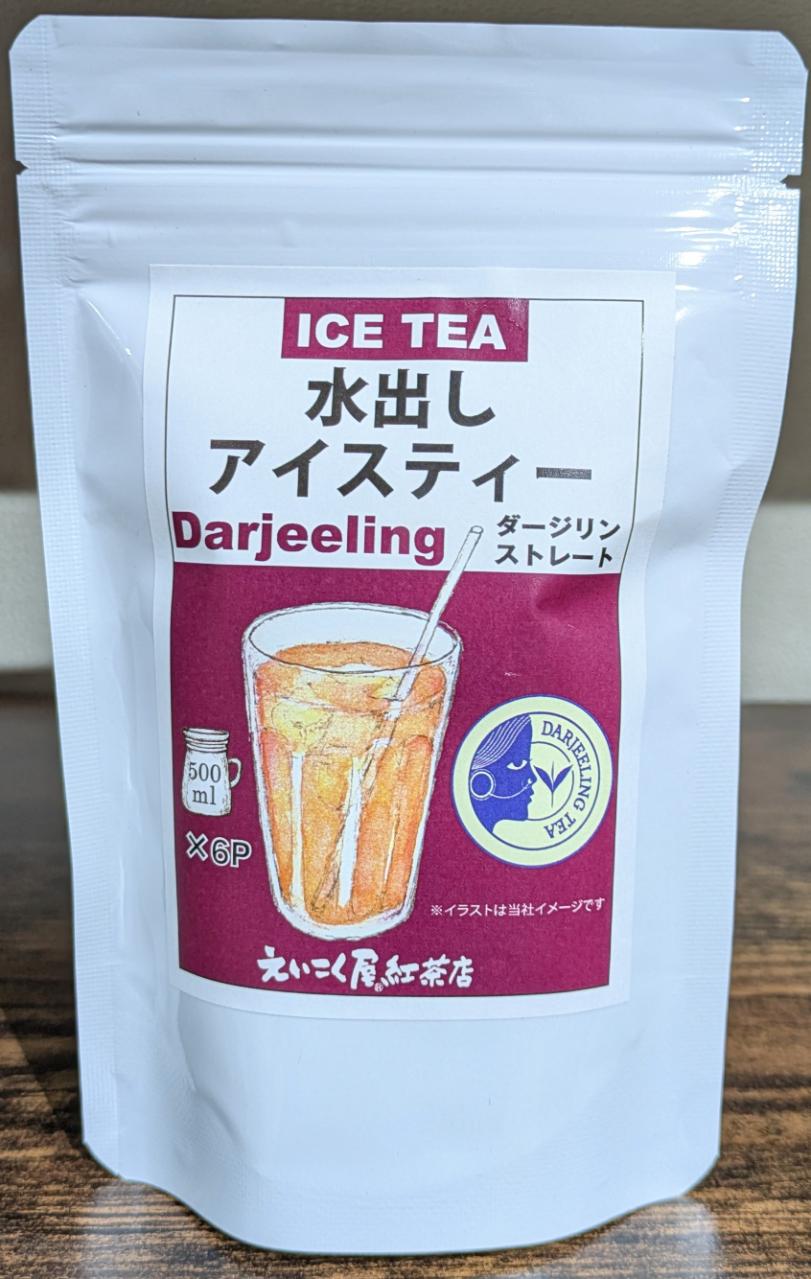 ICE TEA
水出し
アイスティー
Darjeeling
ダージリン
ストレート
500
ml
×6P
DARJEELING TEA
※イラストは当社イメージです
えいこく屋®紅茶店